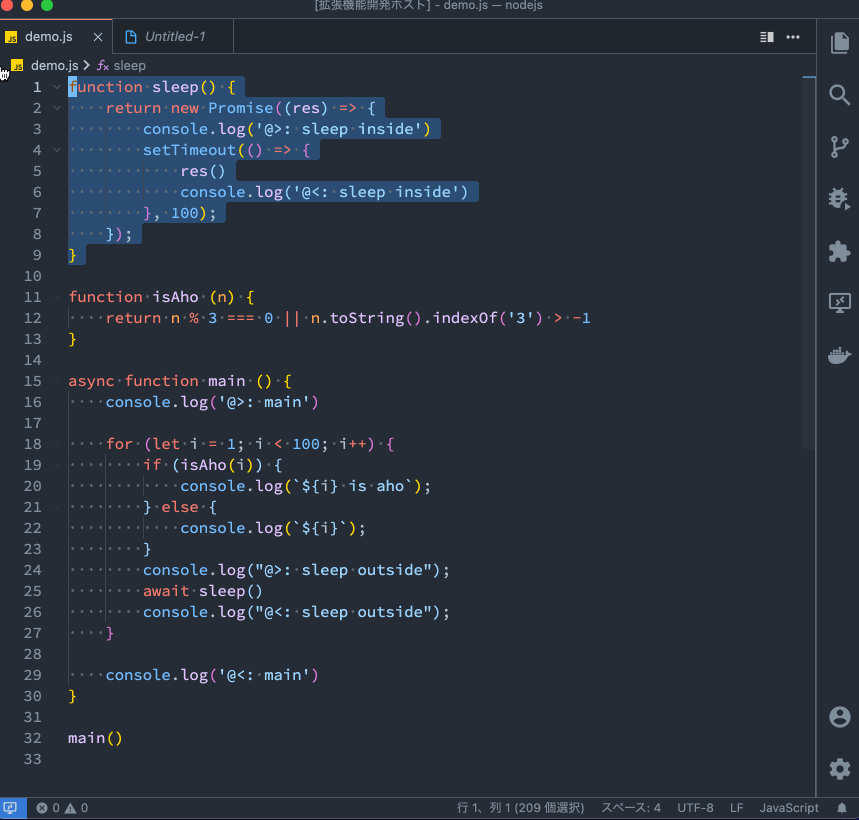 [拡張機能開発ホスト] - demo.js — nodejs
JS demo.js
Untitled-1
JS demo.js > fx sleep
1 function sleep() {
2     return new Promise((res) => {
3         console.log('@>: sleep inside')
4         setTimeout(() => {
5             res()
6             console.log('@<: sleep inside')
7         }, 100);
8     });
9 }
10
11 function isAho (n) {
12     return n % 3 === 0 || n.toString().indexOf('3') > -1
13 }
14
15 async function main () {
16     console.log('@>: main')
17
18     for (let i = 1; i < 100; i++) {
19         if (isAho(i)) {
20             console.log(`${i} is aho`);
21         } else {
22             console.log(`${i}`);
23         }
24         console.log("@>: sleep outside");
25         await sleep()
26         console.log("@<: sleep outside");
27     }
28
29     console.log('@<: main')
30 }
31
32 main()
33
0 0 行 1、列 1 (209 個選択) スペース: 4 UTF-8 LF JavaScript